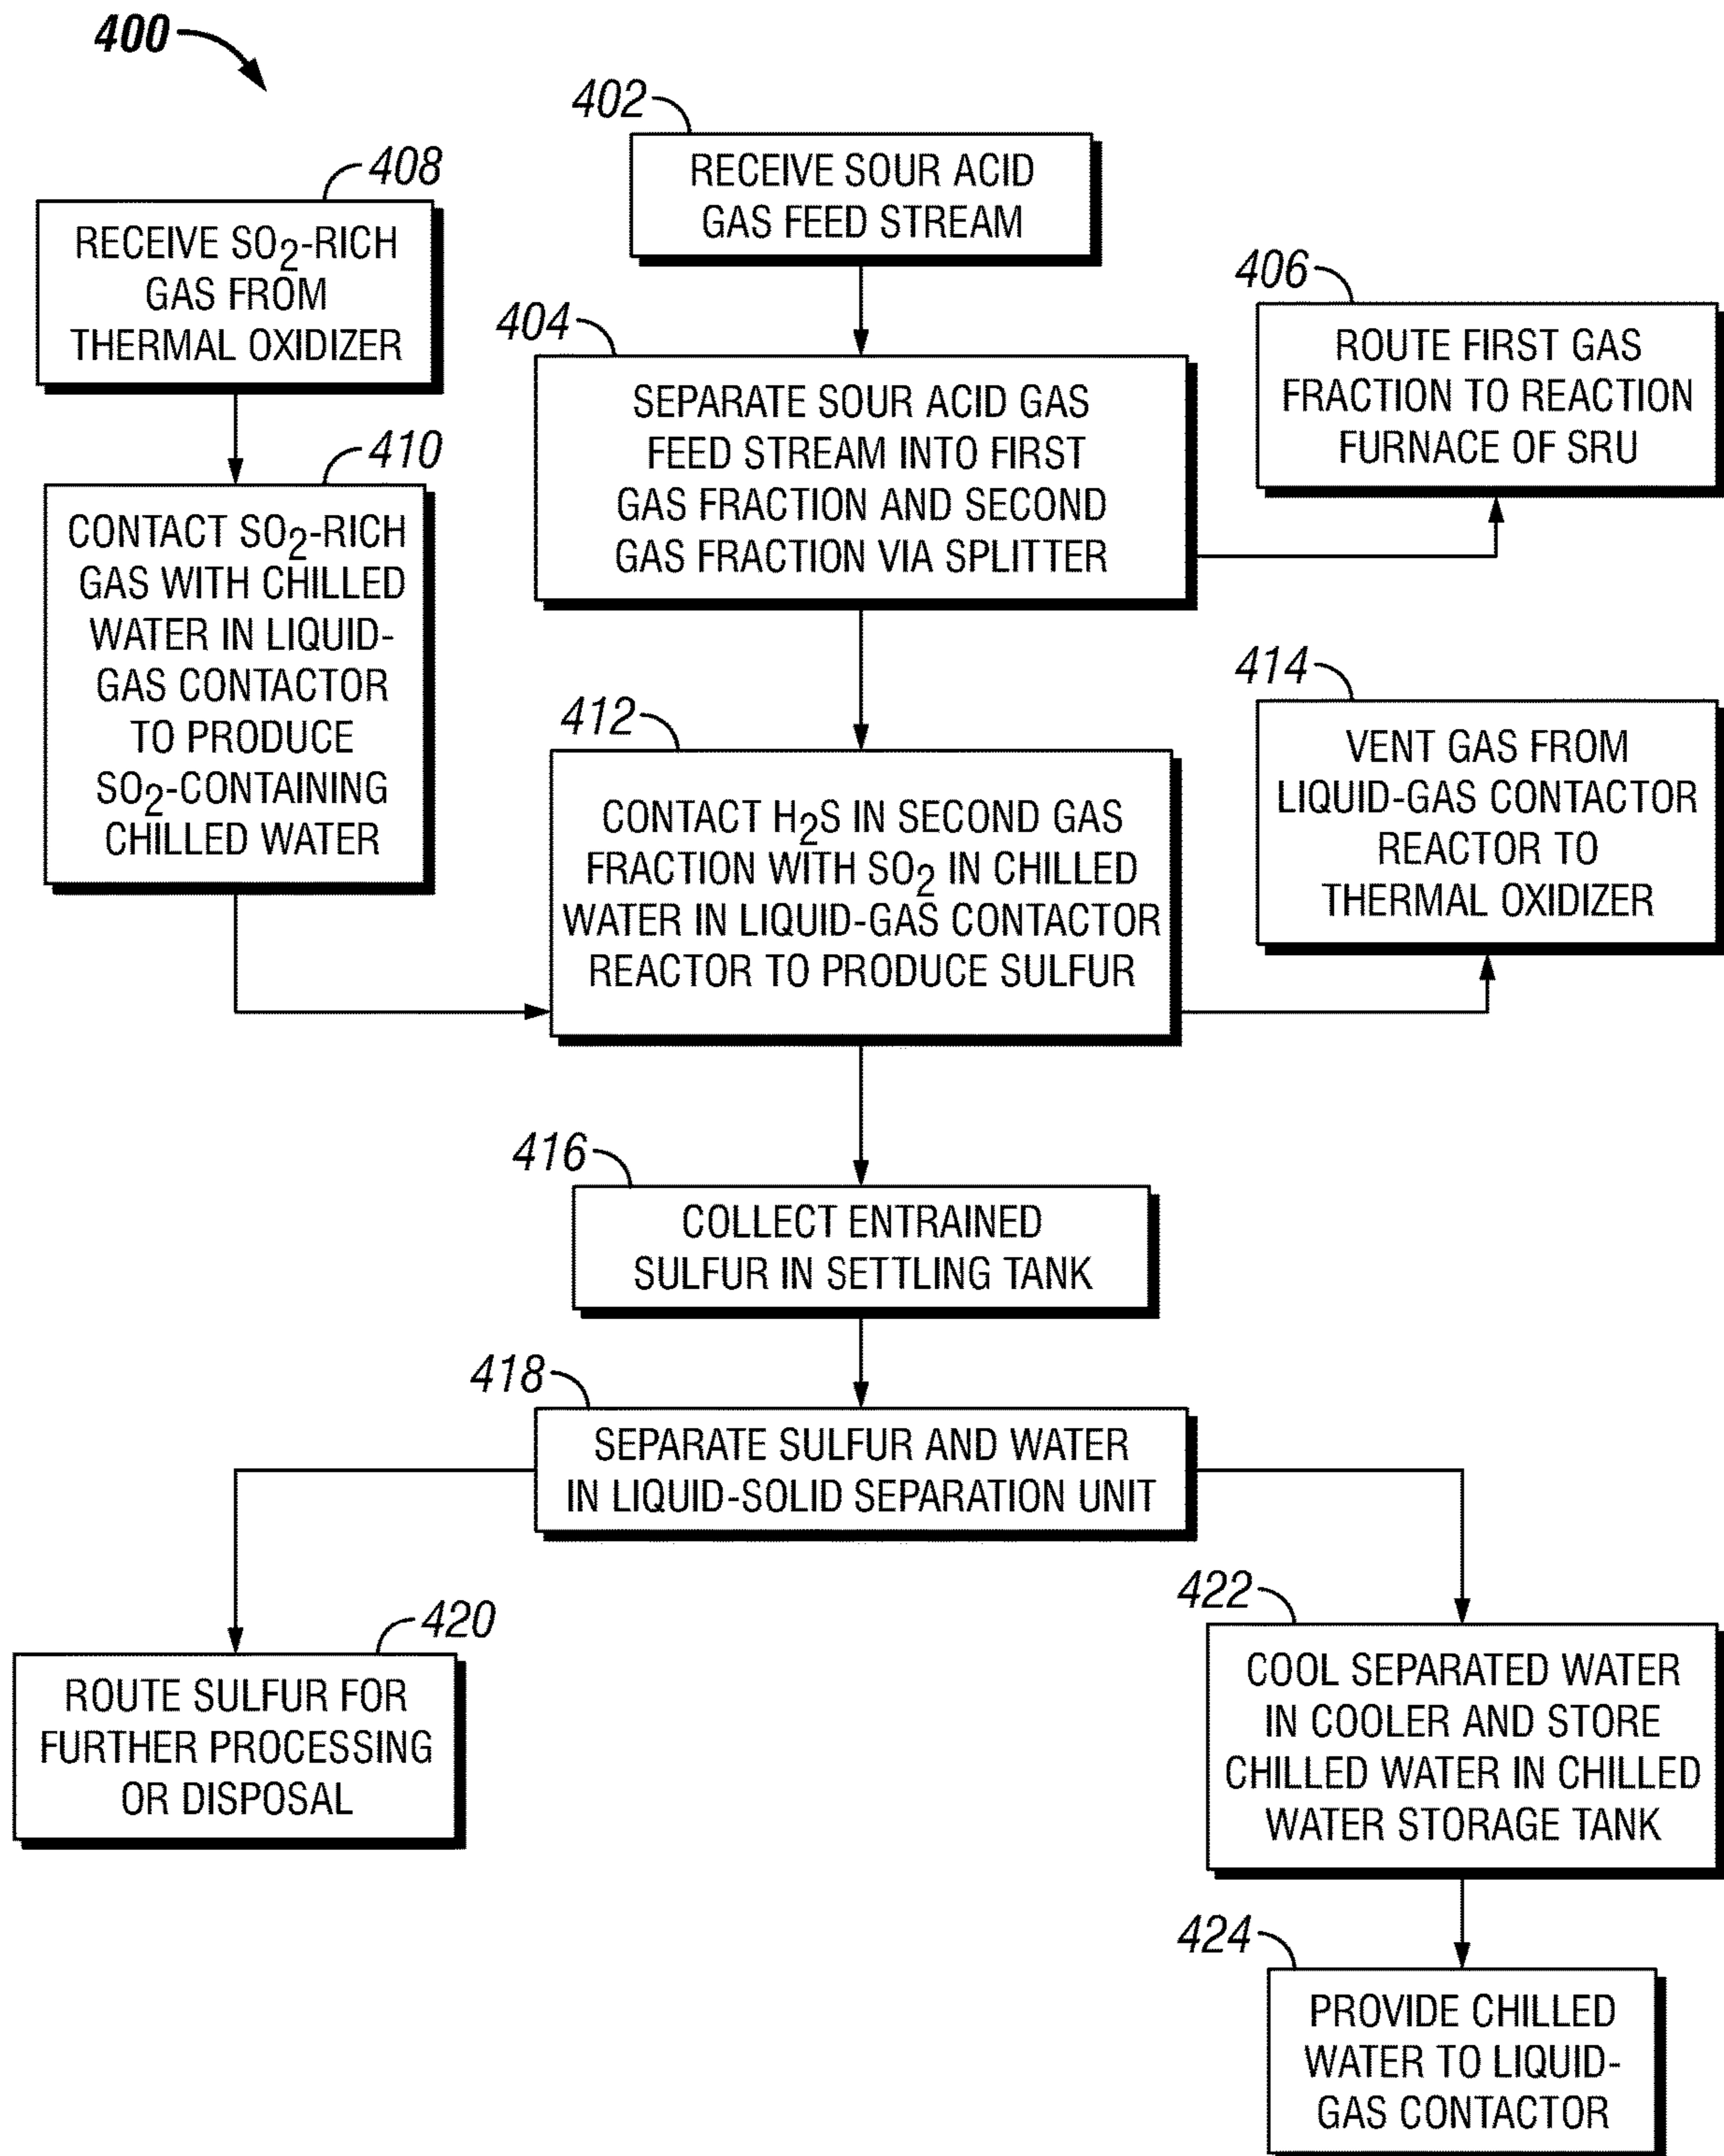 400
402
RECEIVE SOUR ACID
GAS FEED STREAM
408
RECEIVE SO2-RICH
GAS FROM
THERMAL OXIDIZER
406
ROUTE FIRST GAS
FRACTION TO REACTION
FURNACE OF SRU
404
SEPARATE SOUR ACID GAS
FEED STREAM INTO FIRST
GAS FRACTION AND SECOND
GAS FRACTION VIA SPLITTER
410
CONTACT SO2-RICH
GAS WITH CHILLED
WATER IN LIQUID-
GAS CONTACTOR
TO PRODUCE
SO2-CONTAINING
CHILLED WATER
414
VENT GAS FROM
LIQUID-GAS CONTACTOR
REACTOR TO
THERMAL OXIDIZER
412
CONTACT H2S IN SECOND GAS
FRACTION WITH SO2 IN CHILLED
WATER IN LIQUID-GAS CONTACTOR
REACTOR TO PRODUCE SULFUR
416
COLLECT ENTRAINED
SULFUR IN SETTLING TANK
418
SEPARATE SULFUR AND WATER
IN LIQUID-SOLID SEPARATION UNIT
420
ROUTE SULFUR FOR
FURTHER PROCESSING
OR DISPOSAL
422
COOL SEPARATED WATER
IN COOLER AND STORE
CHILLED WATER IN CHILLED
WATER STORAGE TANK
424
PROVIDE CHILLED
WATER TO LIQUID-
GAS CONTACTOR